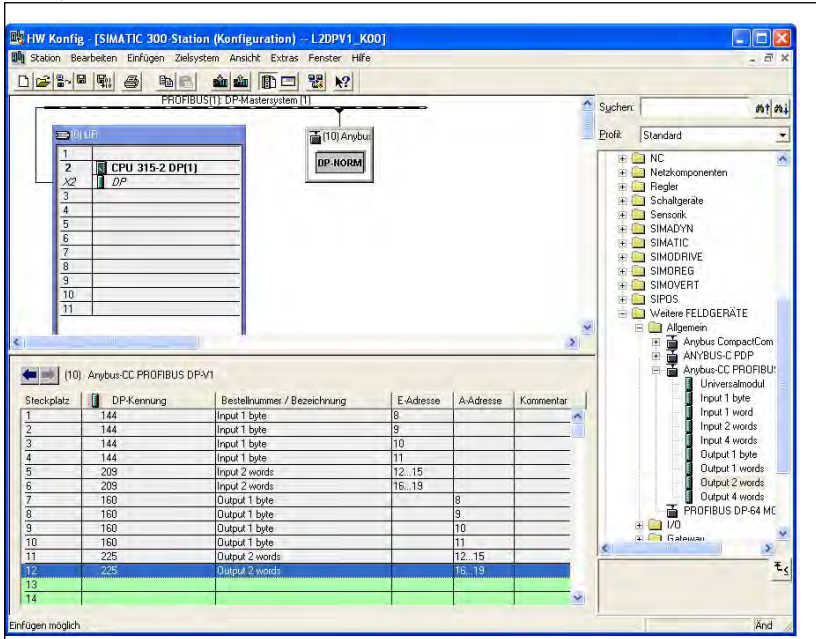 HW Konfig - [SIMATIC 300-Station (Konfiguration) -- L2DPV1_K00]
Station Bearbeiten Einfügen Zielsystem Ansicht Extras Fenster Hilfe
PROFIBUS(1): DP-Mastersystem (1)
(0) UR
1
2 CPU 315-2 DP(1)
X2 DP
3
4
5
6
7
8
9
10
11
(10) Anybus
DP-NORM
(10) Anybus-CC PROFIBUS DP-V1
Steckplatz DP-Kennung Bestellnummer / Bezeichnung E-Adresse A-Adresse Kommentar
1 144 Input 1 byte 8
2 144 Input 1 byte 9
3 144 Input 1 byte 10
4 144 Input 1 byte 11
5 209 Input 2 words 12...15
6 209 Input 2 words 16...19
7 160 Output 1 byte 8
8 160 Output 1 byte 9
9 160 Output 1 byte 10
10 160 Output 1 byte 11
11 225 Output 2 words 12...15
12 225 Output 2 words 16...19
13
14
Suchen:
Profil: Standard
NC
Netzkomponenten
Regler
Schaltgeräte
Sensorik
SIMADYN
SIMATIC
SIMODRIVE
SIMOREG
SIMOVERT
SIPOS
Weitere FELDGERÄTE
Allgemein
Anybus CompactCom
ANYBUS-C PDP
Anybus-CC PROFIBU
Universalmodul
Input 1 byte
Input 1 word
Input 2 words
Input 4 words
Output 1 byte
Output 1 words
Output 2 words
Output 4 words
PROFIBUS DP-64 MC
I/O
Gateway
Einfügen möglich
Änd